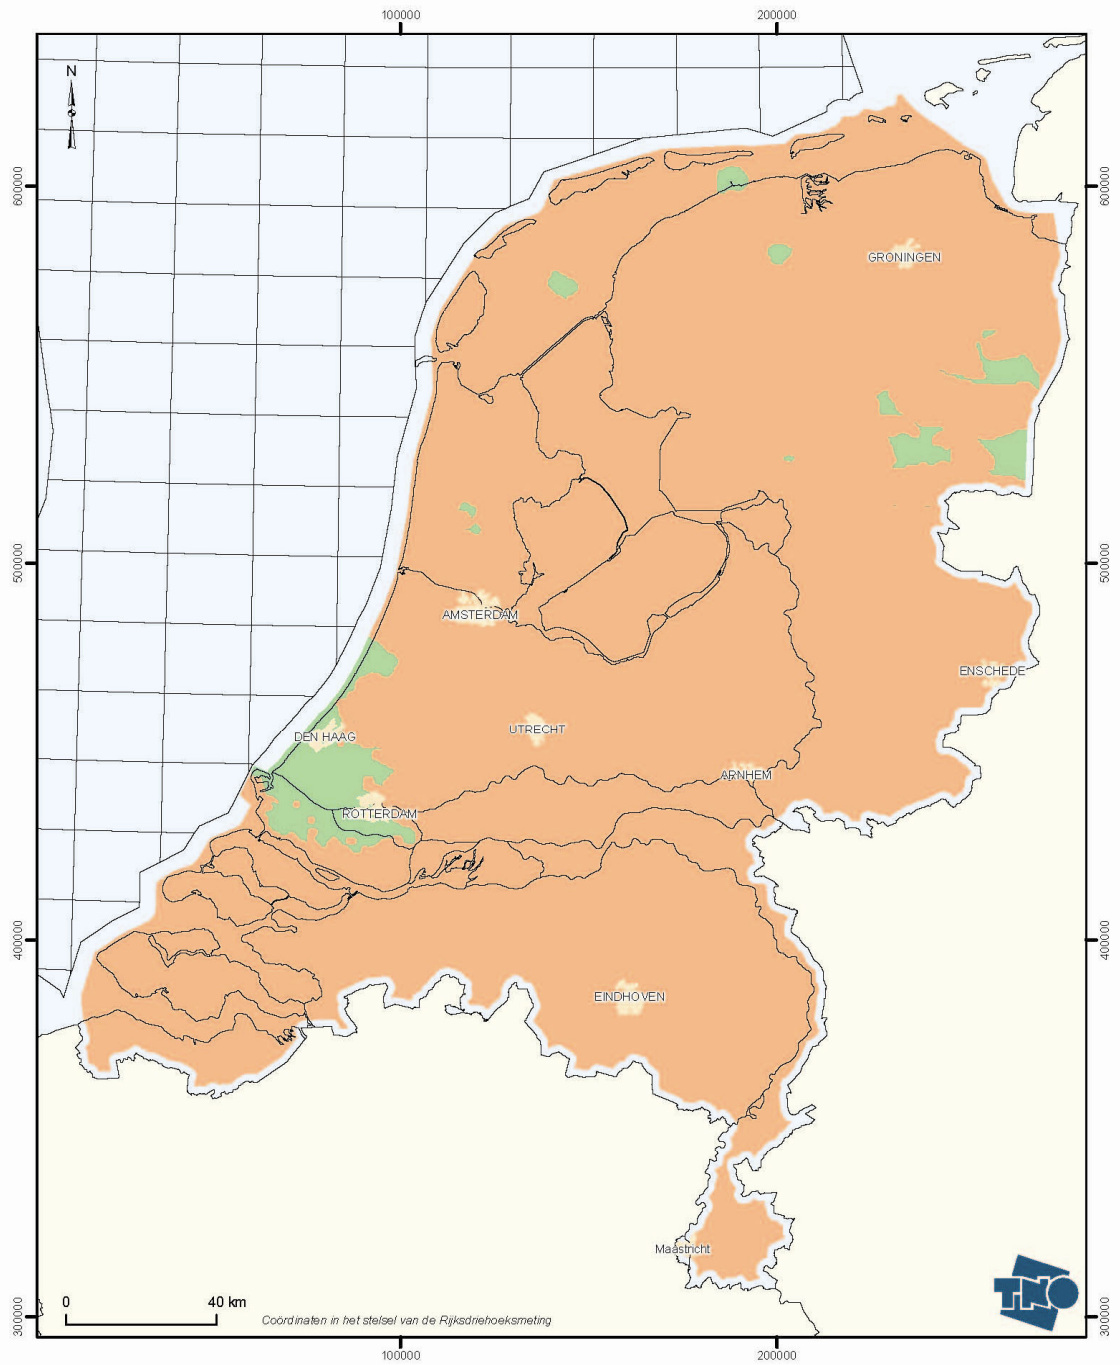 100000
200000
N
600000
600000
GRONINGEN
500000
500000
AMSTERDAM
ENSCHEDE
UTRECHT
DEN HAAG
ARNHEM
ROTTERDAM
400000
400000
EINDHOVEN
Maastricht
TNO
0
40 km
Coördinaten in het stelsel van de Rijksdriehoeksmeting
300000
300000
100000
200000